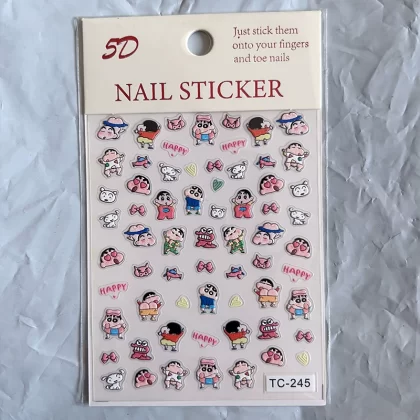 5D
Just stick them
onto your fingers
and toe nails
NAIL STICKER
HAPPY
HAPPY
HAPPY
HAPPY
HAPPY
HAPPY
TC-245